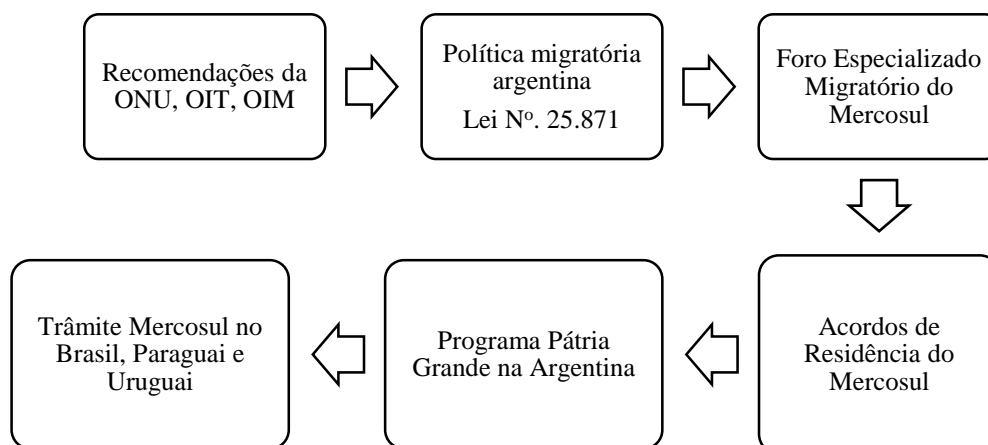 Recomendações da
ONU, OIT, OIM
Política migratória
argentina
Lei Nº. 25.871
Foro Especializado
Migratório do
Mercosul
Acordos de
Residência do
Mercosul
Programa Pátria
Grande na Argentina
Trâmite Mercosul no
Brasil, Paraguai e
Uruguai